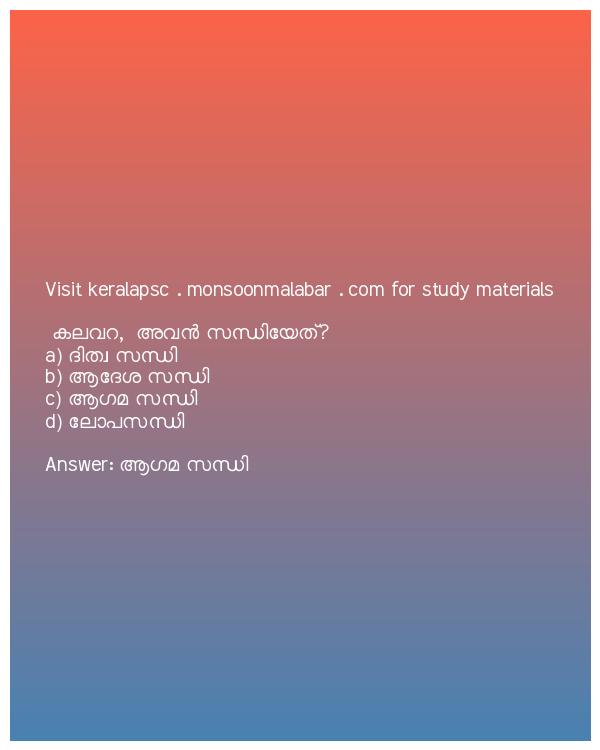 Visit keralapsc . monsoonmalabar . com for study materials
കലവറ, അവൻ സന്ധിയേത്?
a) ദിത്വ സന്ധി
b) ആദേശ സന്ധി
c) ആഗമ സന്ധി
d) ലോപസന്ധി
Answer: ആഗമ സന്ധി